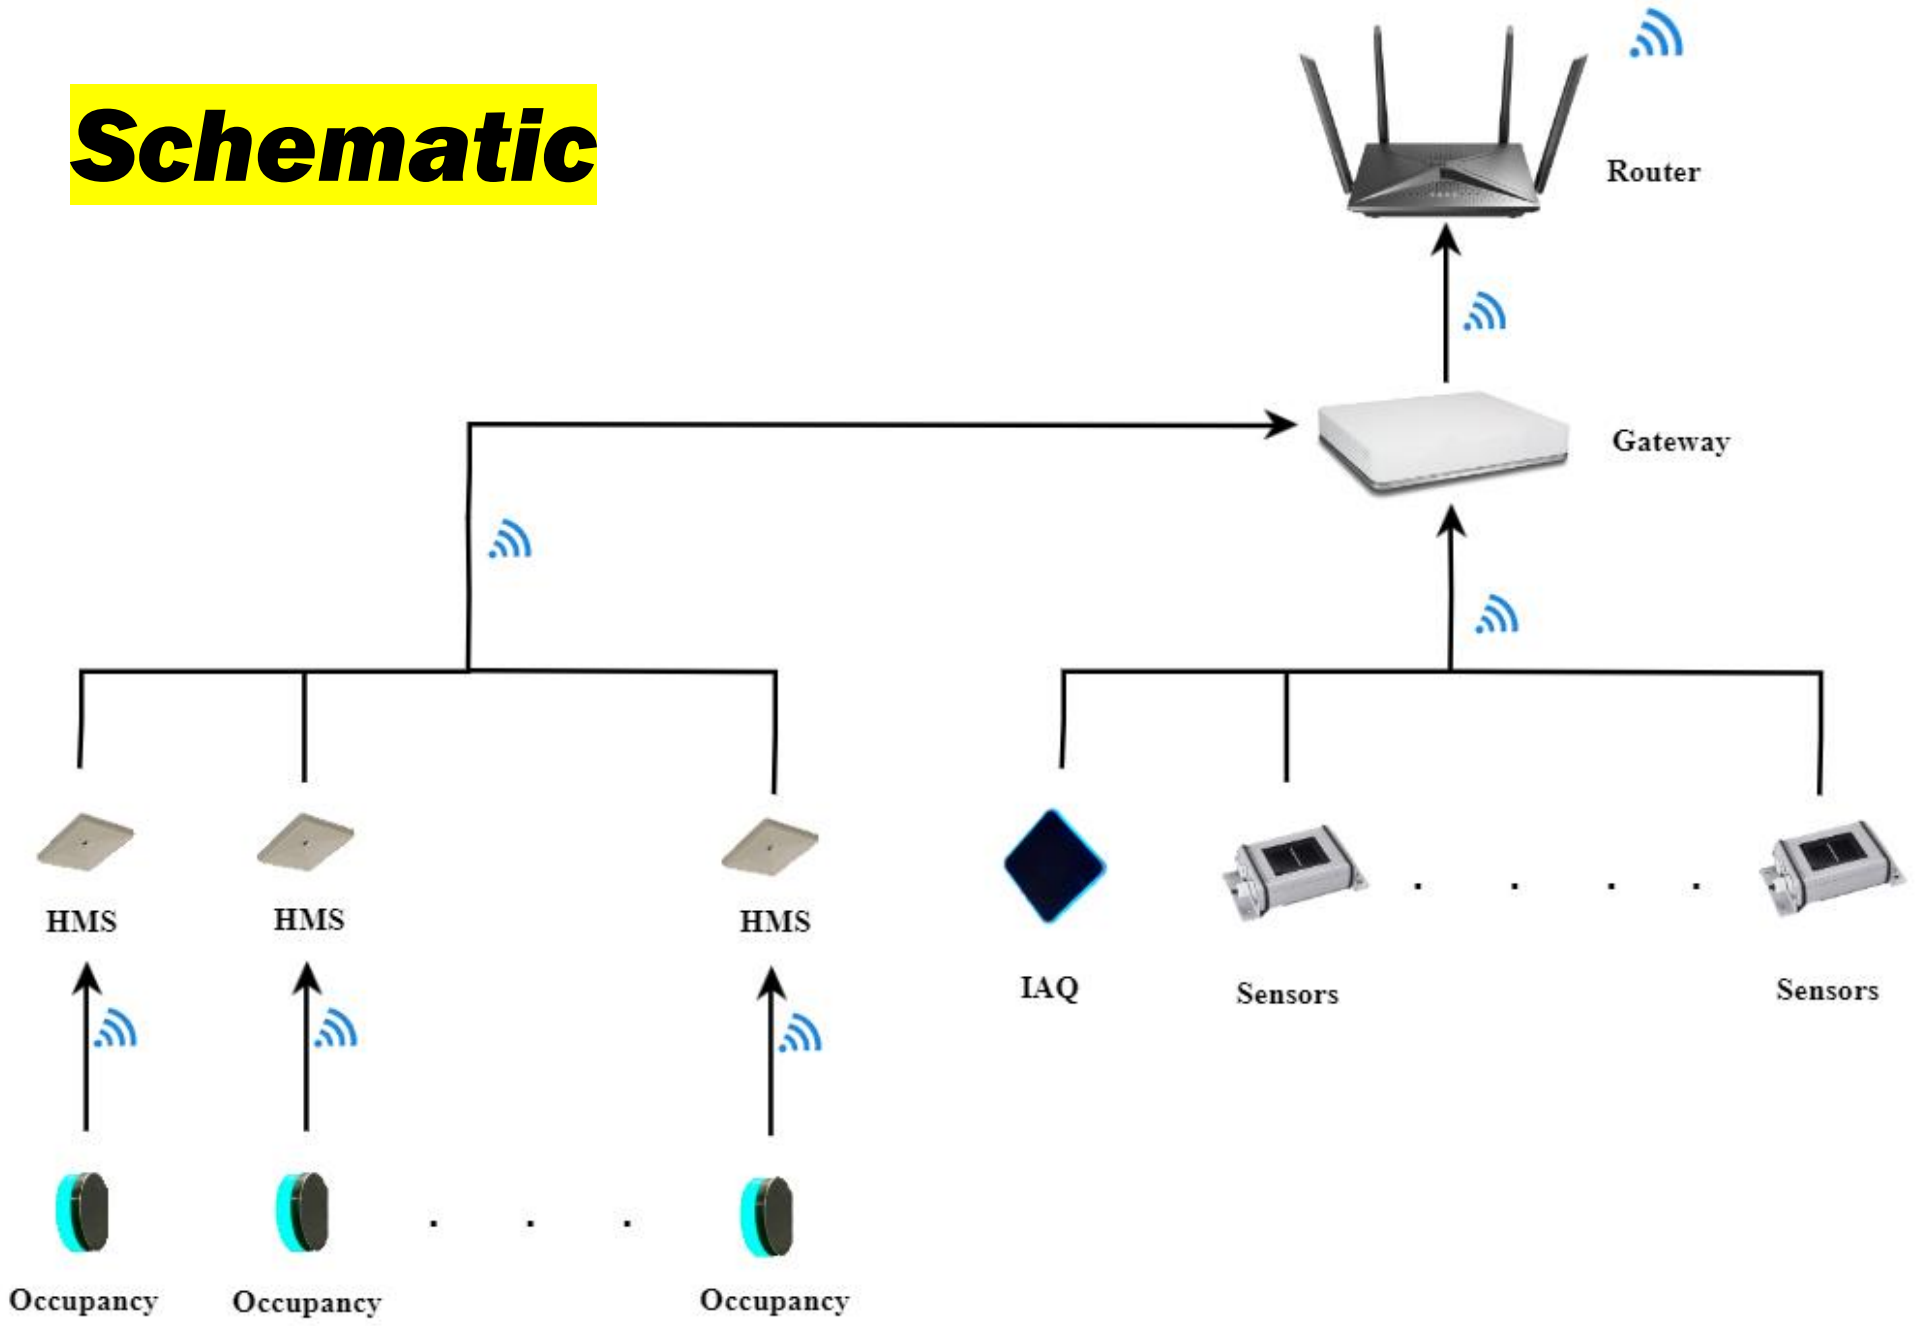 Schematic
Router
Gateway
HMS
HMS
HMS
IAQ
Sensors
Sensors
Occupancy
Occupancy
Occupancy